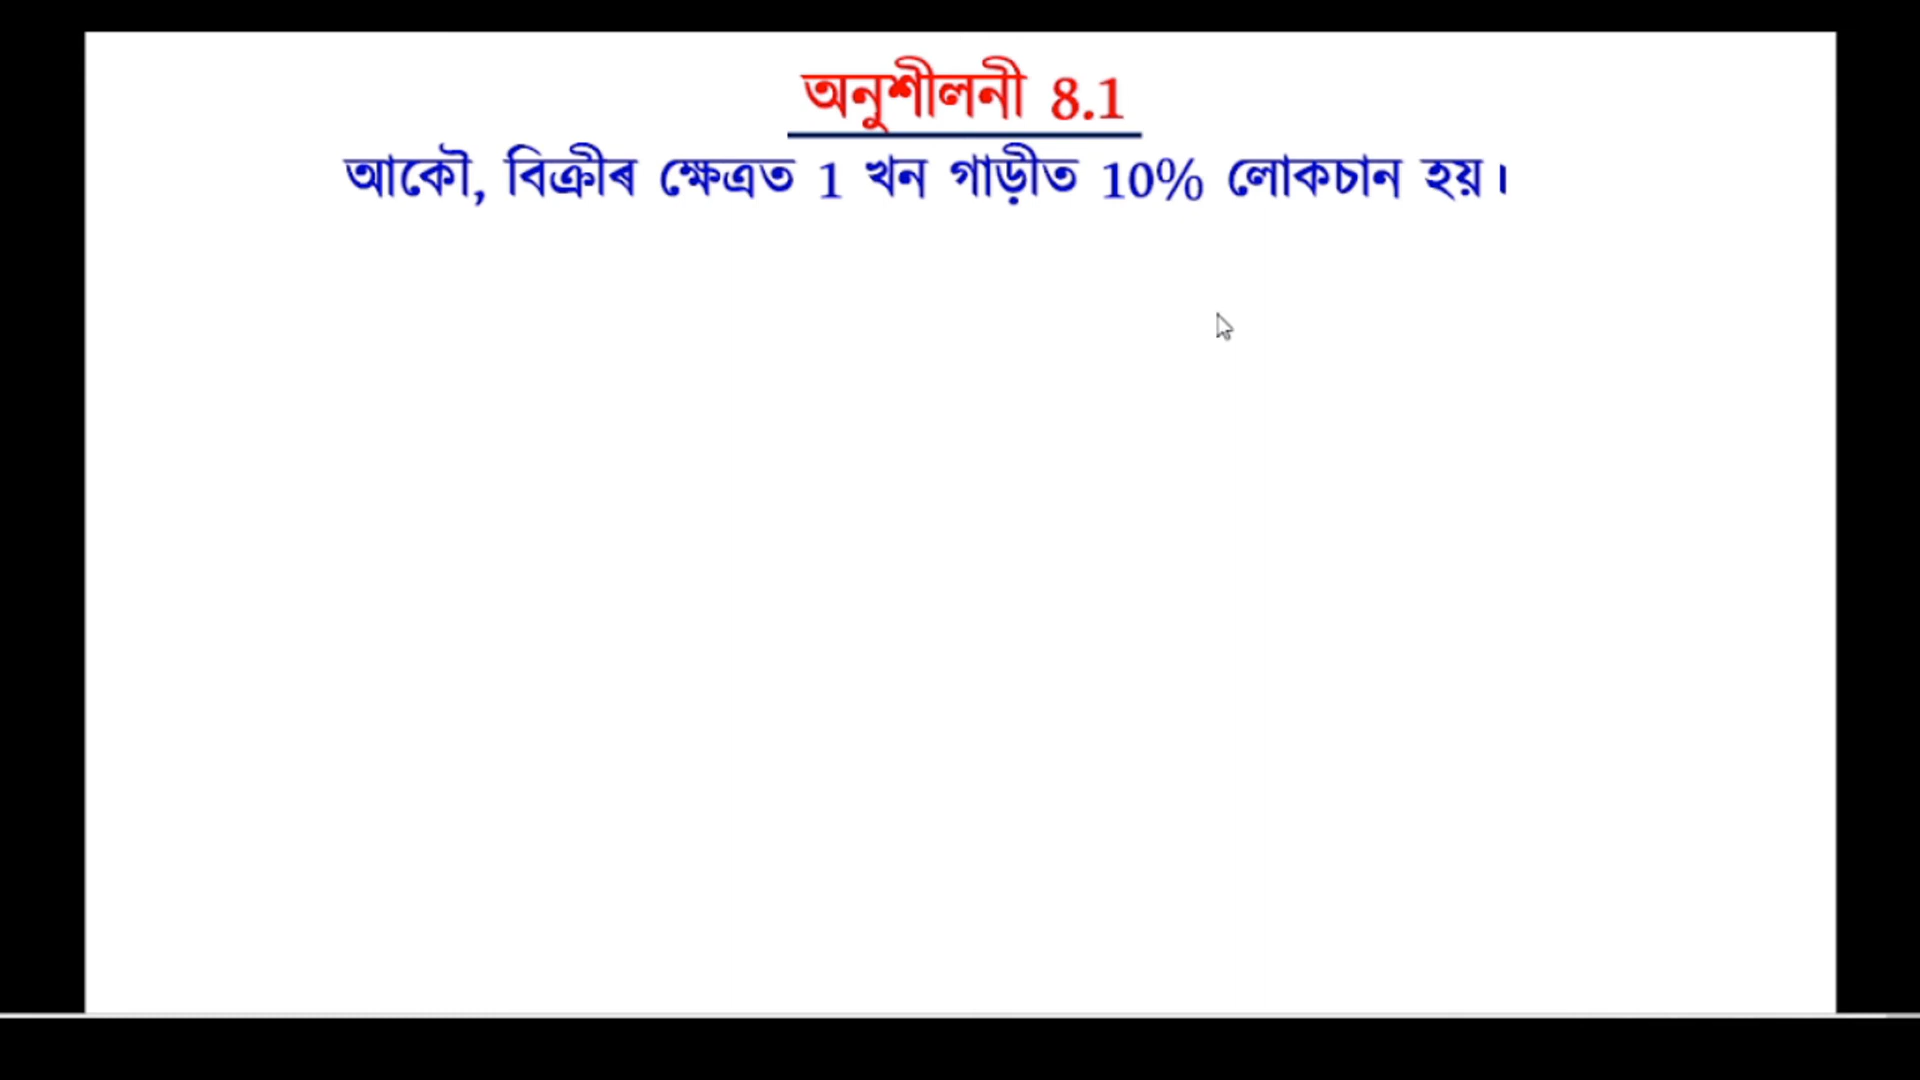 অনুশীলনী 8.1
আকৌ, বিক্ৰীৰ ক্ষেত্ৰত 1 খন গাড়ীত 10% লোকচান হয়।